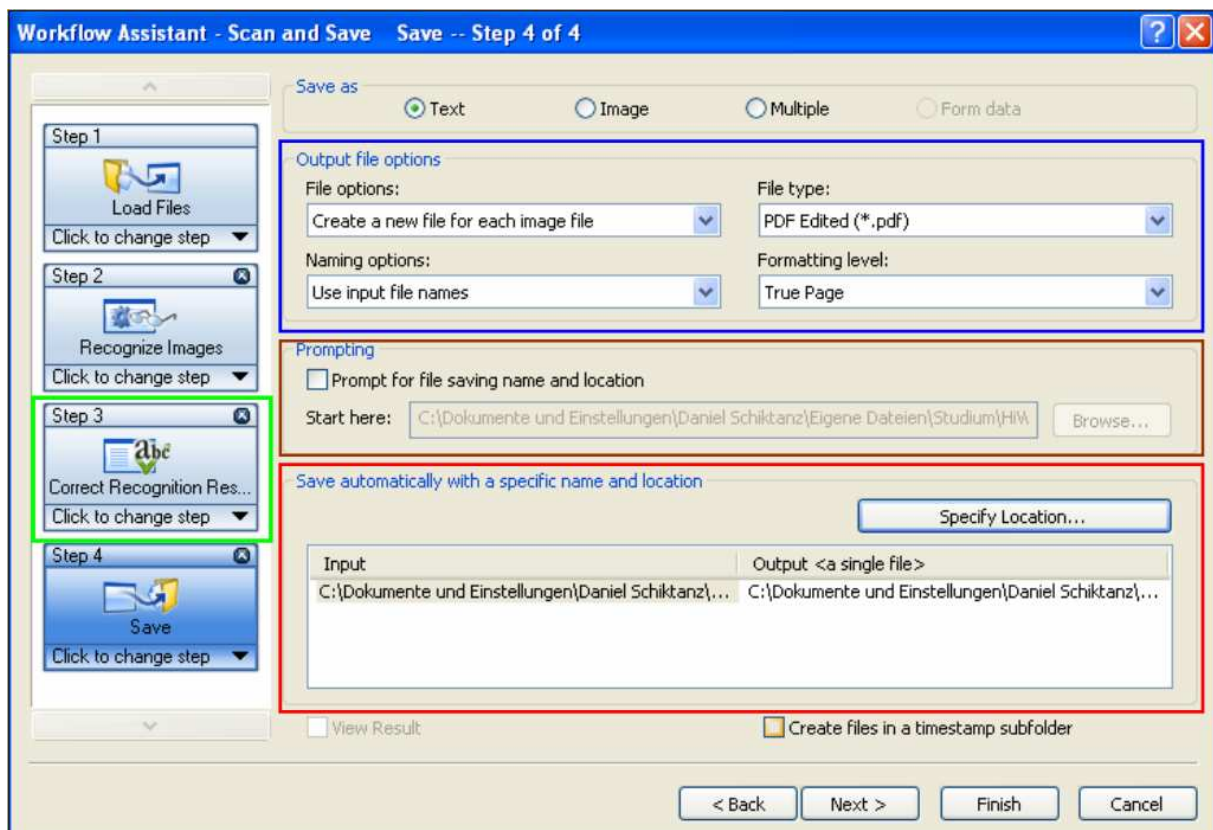 Workflow Assistant - Scan and Save Save -- Step 4 of 4
Save as
Text Image Multiple Form data
Step 1
Load Files
Click to change step
Step 2
Recognize Images
Click to change step
Step 3
abc
Correct Recognition Res...
Click to change step
Step 4
Save
Click to change step
Output file options
File options: File type:
Create a new file for each image file PDF Edited (*.pdf)
Naming options: Formatting level:
Use input file names True Page
Prompting
Prompt for file saving name and location
Start here: C:\Dokumente und Einstellungen\Daniel Schiktanz\Eigene Dateien\Studium\HiW Browse...
Save automatically with a specific name and location
Specify Location...
Input Output <a single file>
C:\Dokumente und Einstellungen\Daniel Schiktanz\... C:\Dokumente und Einstellungen\Daniel Schiktanz\...
View Result Create files in a timestamp subfolder
< Back Next > Finish Cancel